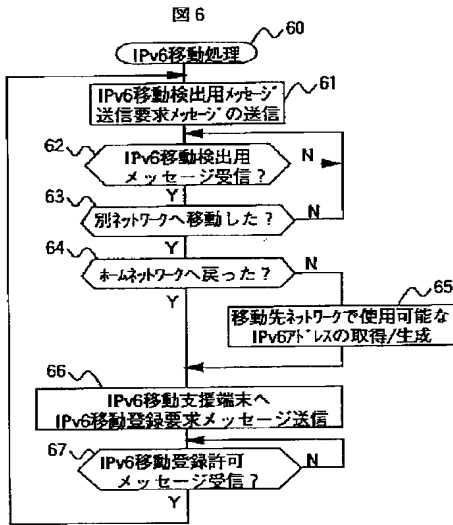 図6
60
IPv6移動処理
61
IPv6移動検出用メッセージ
送信要求メッセージの送信
62
IPv6移動検出用
メッセージ受信？
N
Y
63
別ネットワークへ移動した？
N
Y
64
ホームネットワークへ戻った？
N
Y
65
移動先ネットワークで使用可能な
IPv6アドレスの取得/生成
66
IPv6移動支援端末へ
IPv6移動登録要求メッセージ送信
67
IPv6移動登録許可
メッセージ受信？
N
Y